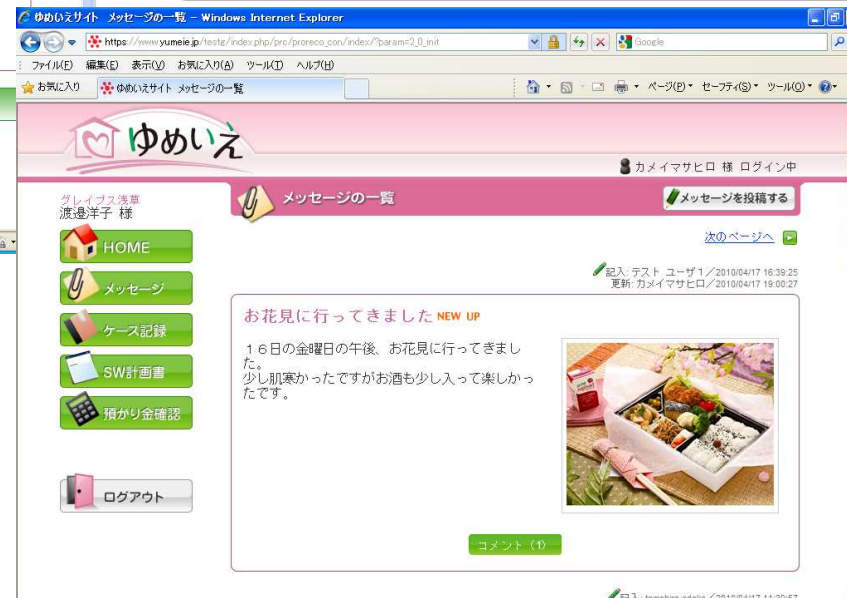 ゆめいえサイト メッセージの一覧 - Windows Internet Explorer
https://www.yumeie.jp/testg/index.php/prc/proreco_con/index/?param=2_0_init
Google
ファイル(F) 編集(E) 表示(V) お気に入り(A) ツール(T) ヘルプ(H)
お気に入り ゆめいえサイト メッセージの一覧 ページ(P) セーフティ(S) ツール(O)
ゆめいえ
カメイマサヒロ 様 ログイン中
グレイプス浅草
渡邉洋子 様
メッセージの一覧
メッセージを投稿する
HOME
メッセージ
ケース記録
SW計画書
預かり金確認
ログアウト
次のページへ
記入: テスト ユーザ1／2010/04/17 16:39:25
更新: カメイマサヒロ／2010/04/17 19:00:27
お花見に行ってきました NEW UP
１６日の金曜日の午後、お花見に行ってきまし
た。
少し肌寒かったですがお酒も少し入って楽しかっ
たです。
コメント (1)